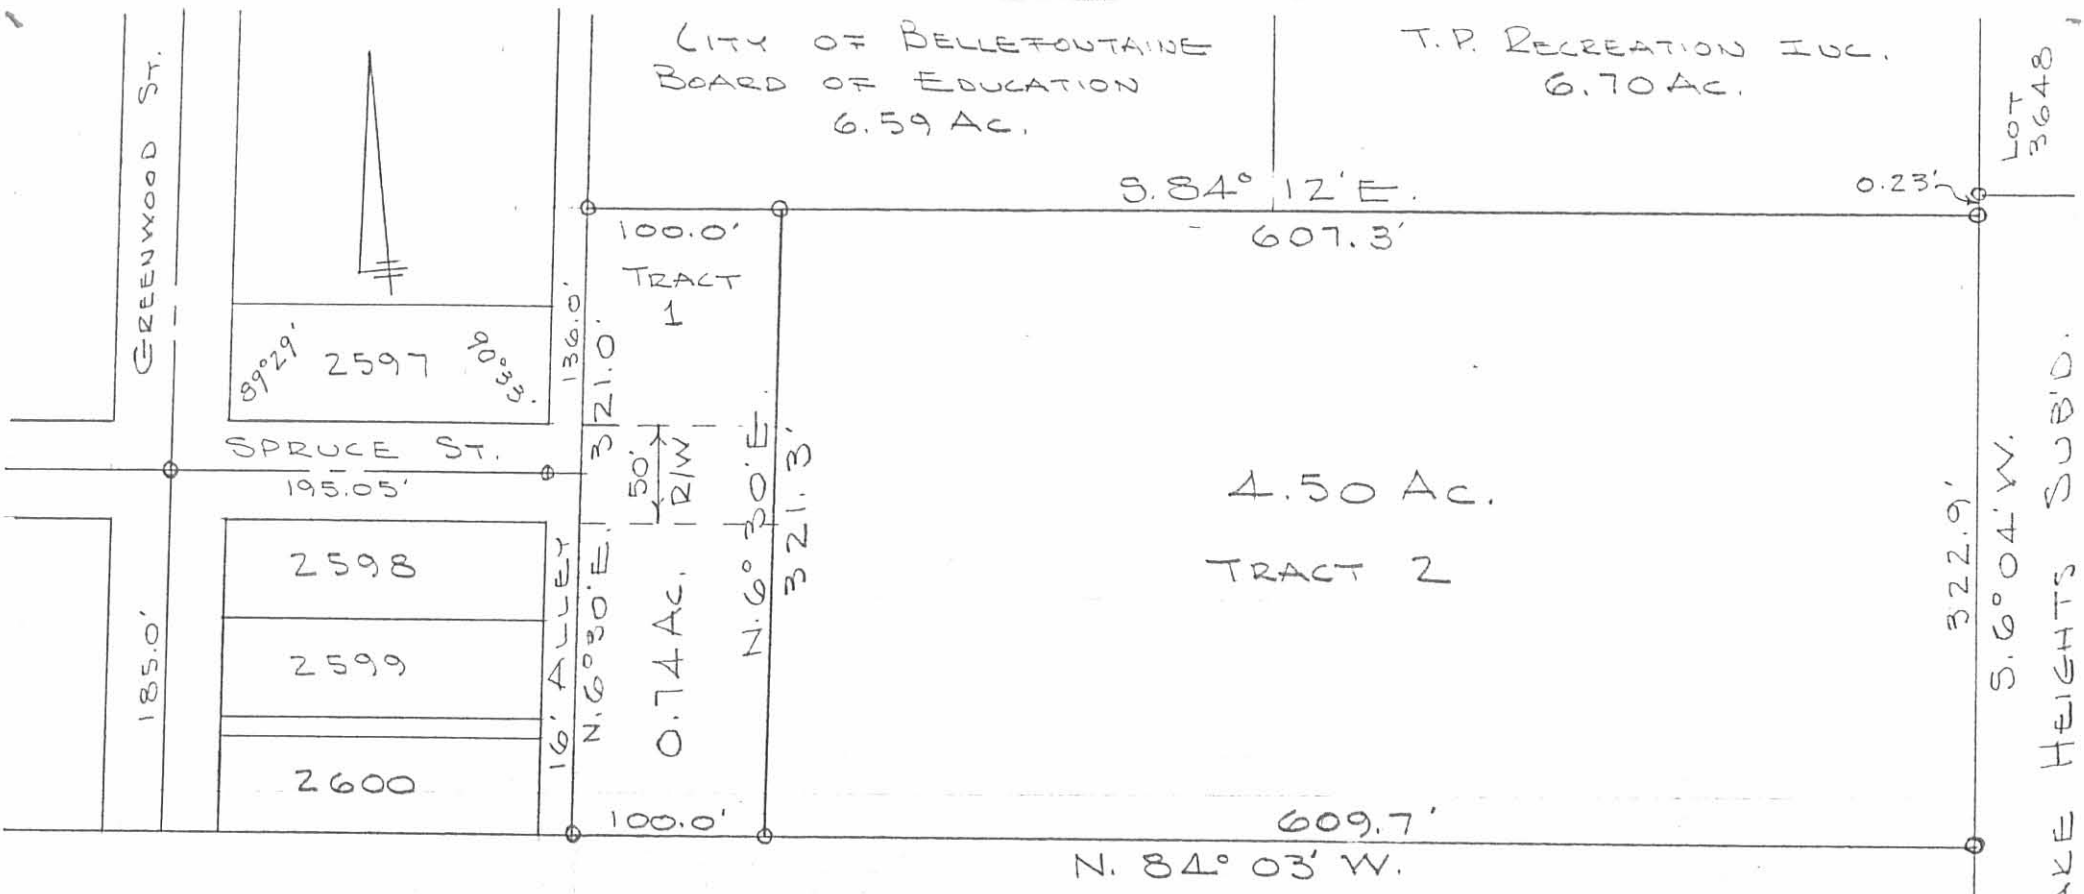 CITY OF BELLEFONTAINE
BOARD OF EDUCATION
6.59 AC.
T.P. RECREATION INC.
6.70 AC.
LOT
3648
GREENWOOD ST.
S. 84° 12' E.
0.23'
100.0'
607.3'
TRACT
1
136.0'
321.0'
89°29'
2597
90°33'
SPRUCE ST.
195.05'
50'
R/W
N. 6° 30' E.
321.3'
4.50 AC.
TRACT 2
322.9'
S. 6° 04' W.
HEIGHTS SUB'D.
2598
2599
2600
185.0'
16' ALLEY
N. 6° 30' E.
0.74 AC.
100.0'
609.7'
N. 84° 03' W.